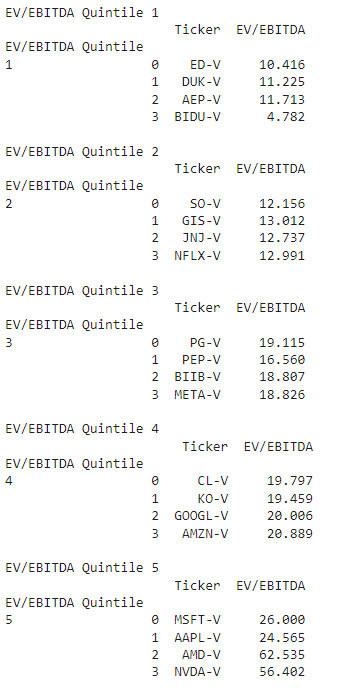 EV/EBITDA Quintile 1
Ticker EV/EBITDA
EV/EBITDA Quintile
1 0 ED-V 10.416
1 DUK-V 11.225
2 AEP-V 11.713
3 BIDU-V 4.782
EV/EBITDA Quintile 2
Ticker EV/EBITDA
EV/EBITDA Quintile
2 0 SO-V 12.156
1 GIS-V 13.012
2 JNJ-V 12.737
3 NFLX-V 12.991
EV/EBITDA Quintile 3
Ticker EV/EBITDA
EV/EBITDA Quintile
3 0 PG-V 19.115
1 PEP-V 16.560
2 BIIB-V 18.807
3 META-V 18.826
EV/EBITDA Quintile 4
Ticker EV/EBITDA
EV/EBITDA Quintile
4 0 CL-V 19.797
1 KO-V 19.459
2 GOOGL-V 20.006
3 AMZN-V 20.889
EV/EBITDA Quintile 5
Ticker EV/EBITDA
EV/EBITDA Quintile
5 0 MSFT-V 26.000
1 AAPL-V 24.565
2 AMD-V 62.535
3 NVDA-V 56.402